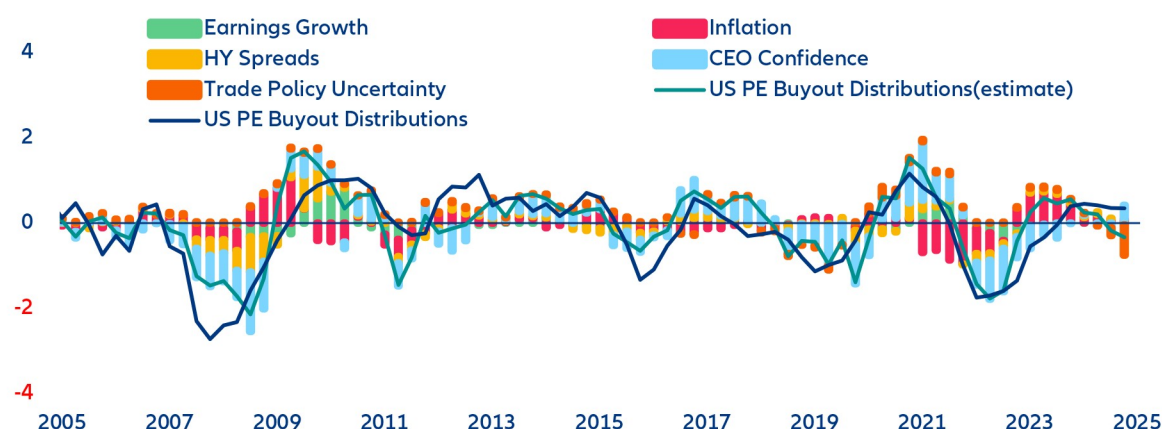 Earnings Growth
Inflation
HY Spreads
CEO Confidence
Trade Policy Uncertainty
US PE Buyout Distributions(estimate)
US PE Buyout Distributions
4
2
0
-2
-4
2005 2007 2009 2011 2013 2015 2017 2019 2021 2023 2025